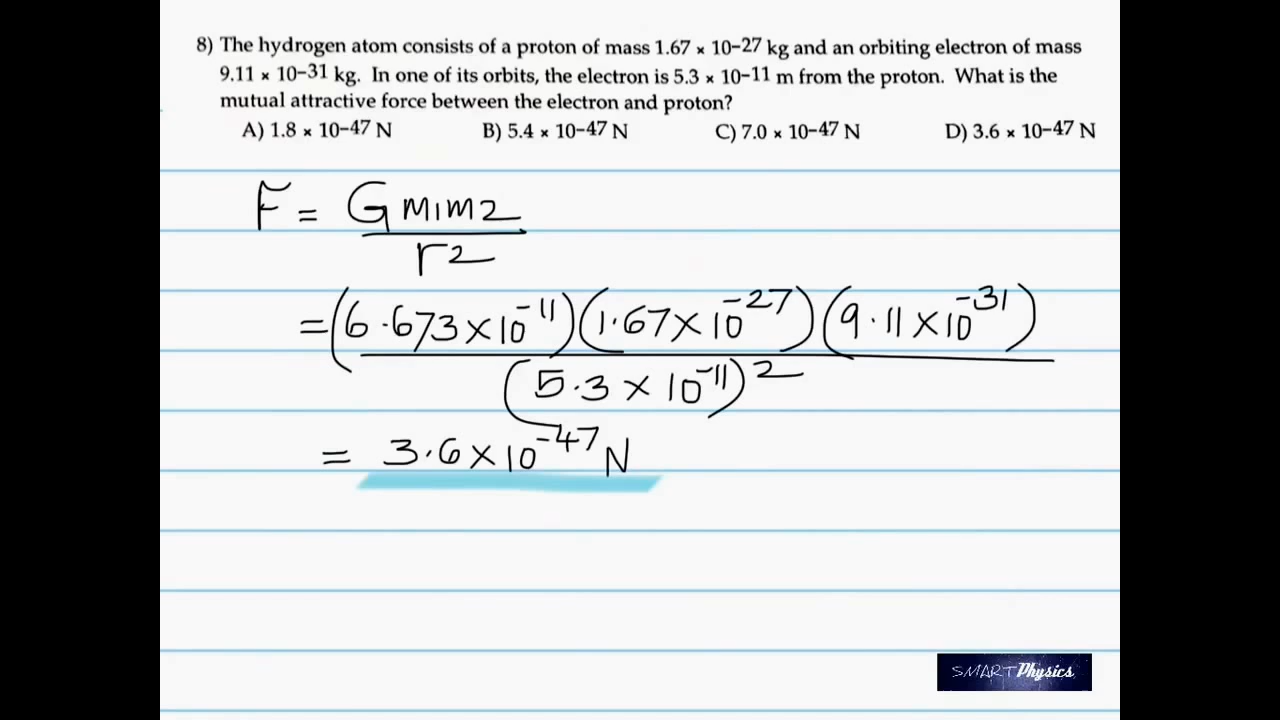 8) The hydrogen atom consists of a proton of mass 1.67 × 10–27 kg and an orbiting electron of mass
9.11 × 10–31 kg. In one of its orbits, the electron is 5.3 × 10–11 m from the proton. What is the
mutual attractive force between the electron and proton?
A) 1.8 × 10–47 N B) 5.4 × 10–47 N C) 7.0 × 10–47 N D) 3.6 × 10–47 N
F = G m1m2
r2
= (6.673 × 10^-11) (1.67 × 10^-27) (9.11 × 10^-31)
(5.3 × 10^-11)^2
= 3.6 × 10^-47 N
SMART Physics